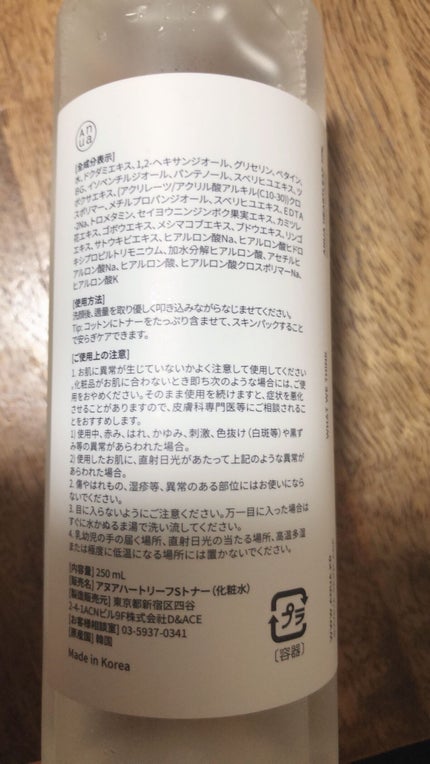 Anua
[全成分表示]
水、ドクダミエキス、1,2-ヘキサンジオール、グリセリン、ベタイン、
BG、イソペンチルジオール、パンテノール、スベリヒユエキス、ツ
ボクサエキス、(アクリレーツ/アクリル酸アルキル(C10-30))クロ
スポリマー、メチルプロパンジオール、スベリヒユエキス、EDTA
-2Na、トロメタミン、セイヨウニンジンボク果実エキス、カミツレ
花エキス、ゴボウエキス、メシマコブエキス、ブドウエキス、リンゴ
エキス、サトウキビエキス、ヒアルロン酸Na、ヒアルロン酸ヒドロ
キシプロピルトリモニウム、加水分解ヒアルロン酸、アセチルヒ
アルロン酸Na、ヒアルロン酸、ヒアルロン酸クロスポリマーNa、
ヒアルロン酸K
[使用方法]
洗顔後、適量を取り優しく叩き込みながらなじませてください。
Tip: コットンにトナーをたっぷり含ませて、スキンパックすること
で安らぎケアできます。
[ご使用上の注意]
1. お肌に異常が生じていないかよく注意して使用してください
。化粧品がお肌に合わないとき即ち次のような場合には、ご使
用をおやめください。そのまま使用を続けますと、症状を悪化
させることがありますので、皮膚科専門医等にご相談されるこ
とをおすすめします。
1) 使用中、赤み、はれ、かゆみ、刺激、色抜け(白斑等)や黒ず
み等の異常があらわれた場合。
2) 使用したお肌に、直射日光があたって上記のような異常が
あらわれた場合。
2. 傷やはれもの、湿疹等、異常のある部位にはお使いになら
ないでください。
3. 目に入らないようにご注意ください。万一目に入った場合は
すぐに水かぬるま湯で洗い流してください。
4. 乳幼児の手の届く場所、直射日光の当たる場所、高温多湿
または極度に低温になる場所には置かないでください。
[内容量] 250 mL
[販売名] アヌアハートリーフSトナー(化粧水)
[製造販売元] 東京都新宿区四谷
2-4-1ACNビル9F株式会社D&ACE
[お客様相談室] 03-5937-0341
[原産国] 韓国
Made in Korea
プラ
[容器]
WHAT WE THINK